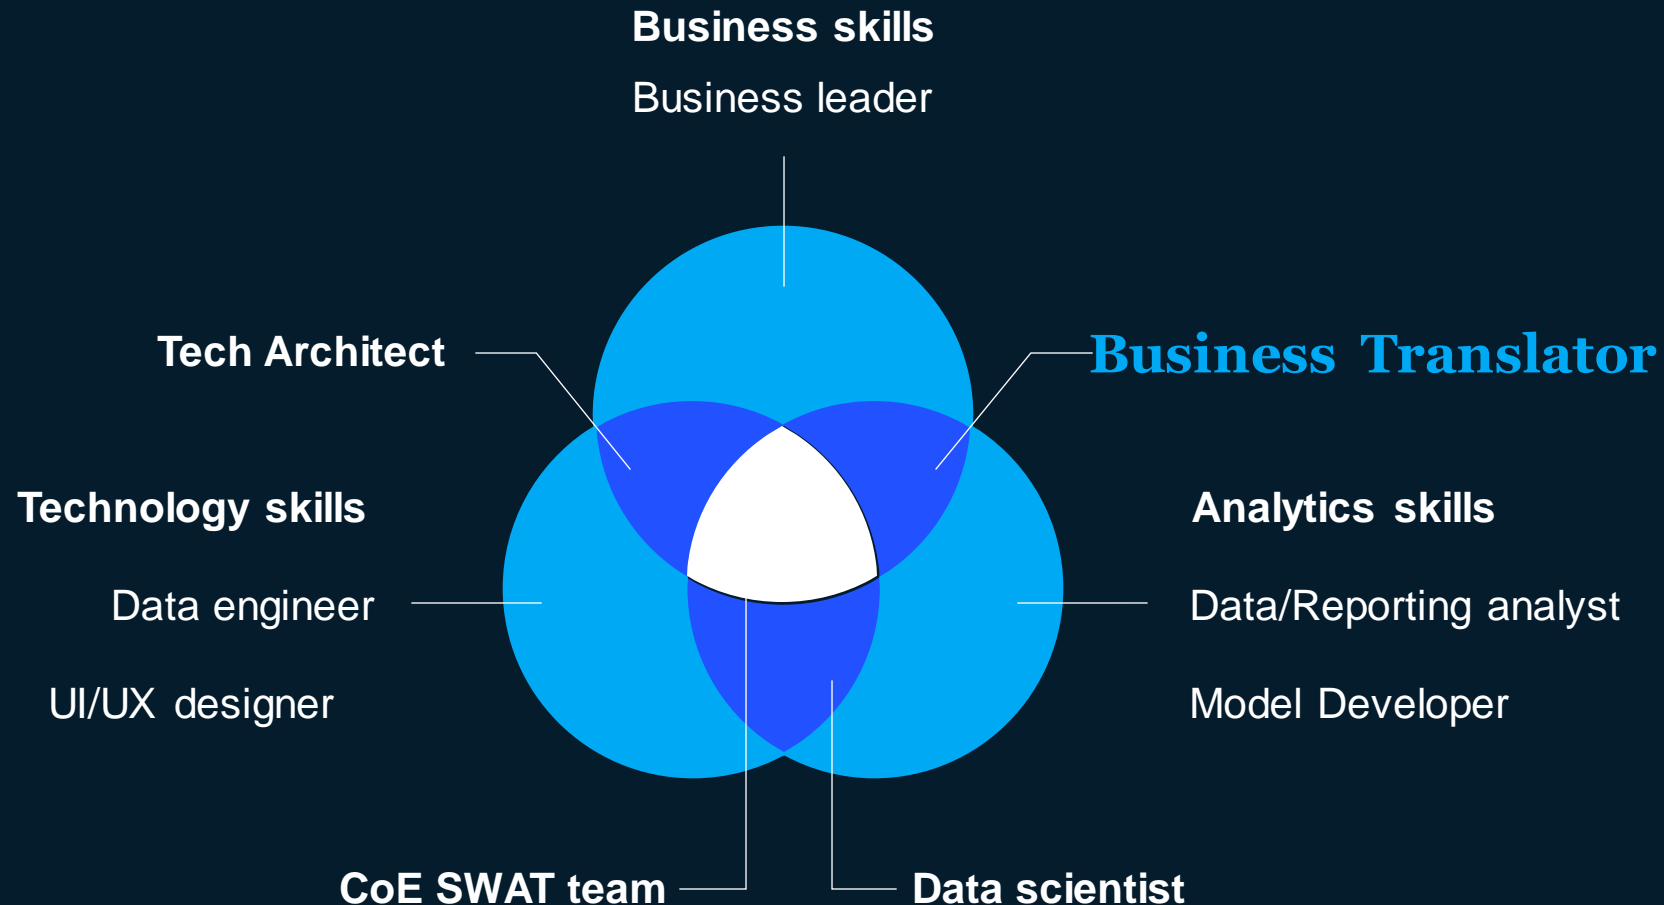 Business skills
Business leader
Tech Architect
Business Translator
Technology skills
Analytics skills
Data engineer
Data/Reporting analyst
UI/UX designer
Model Developer
CoE SWAT team
Data scientist